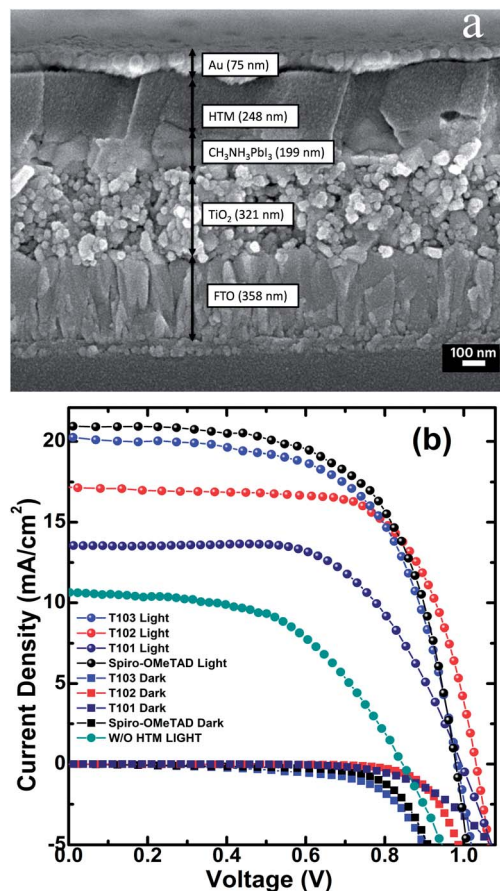 a
Au (75 nm)
HTM (248 nm)
CH₃NH₃PbI₃ (199 nm)
TiO₂ (321 nm)
FTO (358 nm)
100 nm
(b)
20
15
10
5
0
-5
Current Density (mA/cm²)
T103 Light
T102 Light
T101 Light
Spiro-OMeTAD Light
T103 Dark
T102 Dark
T101 Dark
Spiro-OMeTAD Dark
W/O HTM LIGHT
0.0 0.2 0.4 0.6 0.8 1.0
Voltage (V)